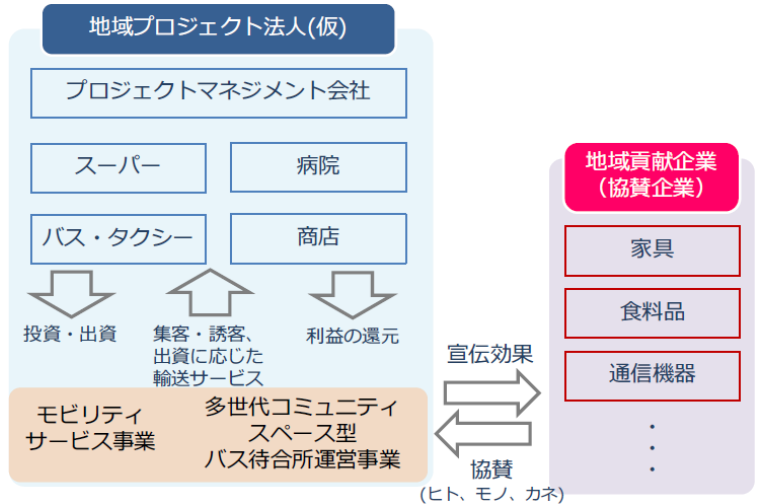 地域プロジェクト法人(仮)
プロジェクトマネジメント会社
スーパー
病院
バス・タクシー
商店
投資・出資
集客・誘客、
出資に応じた
輸送サービス
利益の還元
モビリティ
サービス事業
多世代コミュニティ
スペース型
バス待合所運営事業
宣伝効果
協賛
(ヒト、モノ、カネ)
地域貢献企業
（協賛企業）
家具
食料品
通信機器
・
・
・